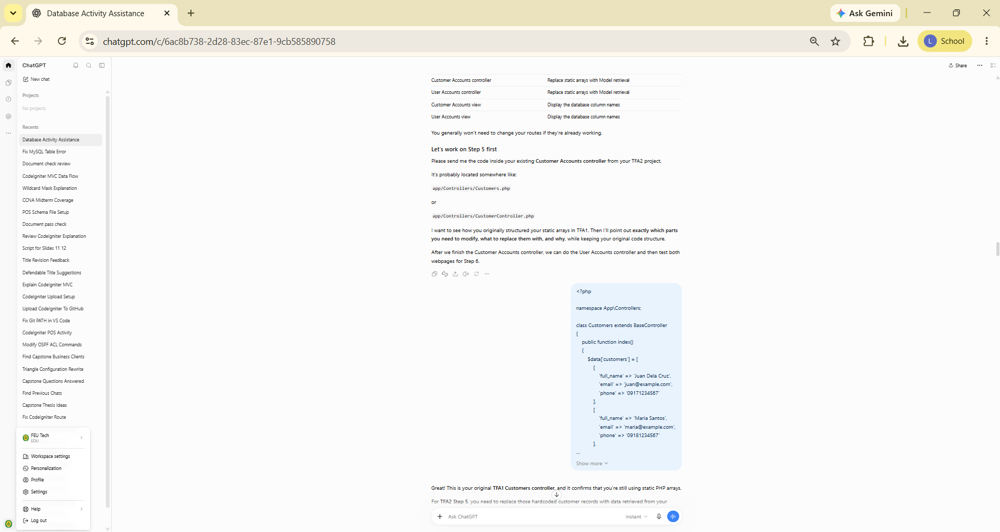 Database Activity Assistance
Ask Gemini
chatgpt.com/c/6ac8b738-2d28-83ec-87e1-9cb585890758
L School
ChatGPT
New chat
Projects
No projects
Recents
Database Activity Assistance
Fix MySQL Table Error
Document check review
CodeIgniter MVC Data Flow
Wildcard Mask Explanation
CCNA Midterm Coverage
POS Schema File Setup
Document pass check
Review CodeIgniter Explanation
Script for Slides 11 12
Title Revision Feedback
Defendable Title Suggestions
Explain CodeIgniter MVC
CodeIgniter Upload Setup
Upload CodeIgniter To GitHub
Fix Git PATH in VS Code
CodeIgniter POS Activity
Modify OSPF ACL Commands
Find Capstone Business Clients
Triangle Configuration Rewrite
Capstone Questions Answered
Find Previous Chats
Capstone Thesis Ideas
Fix CodeIgniter Route
FEU Tech
EDU
Workspace settings
Personalization
Profile
Settings
Help
Log out
Share
Customer Accounts controller Replace static arrays with Model retrieval
User Accounts controller Replace static arrays with Model retrieval
Customer Accounts view Display the database column names
User Accounts view Display the database column names
You generally won't need to change your routes if they're already working.
Let's work on Step 5 first
Please send me the code inside your existing Customer Accounts controller from your TFA2 project.
It's probably located somewhere like:
app/Controllers/Customers.php
or
app/Controllers/CustomerController.php
I want to see how you originally structured your static arrays in TFA1. Then I'll point out exactly which parts
you need to modify, what to replace them with, and why, while keeping your original code structure.
After we finish the Customer Accounts controller, we can do the User Accounts controller and then test both
webpages for Step 6.
<?php
namespace App\Controllers;
class Customers extends BaseController
{
public function index()
{
$data['customers'] = [
[
'full_name' => 'Juan Dela Cruz',
'email' => 'juan@example.com',
'phone' => '09171234567'
],
[
'full_name' => 'Maria Santos',
'email' => 'maria@example.com',
'phone' => '09181234567'
],
...
Show more
Great! This is your original TFA1 Customers controller, and it confirms that you're still using static PHP arrays.
For TFA2 Step 5, you need to replace those hardcoded customer records with data retrieved from your
Ask ChatGPT
Instant